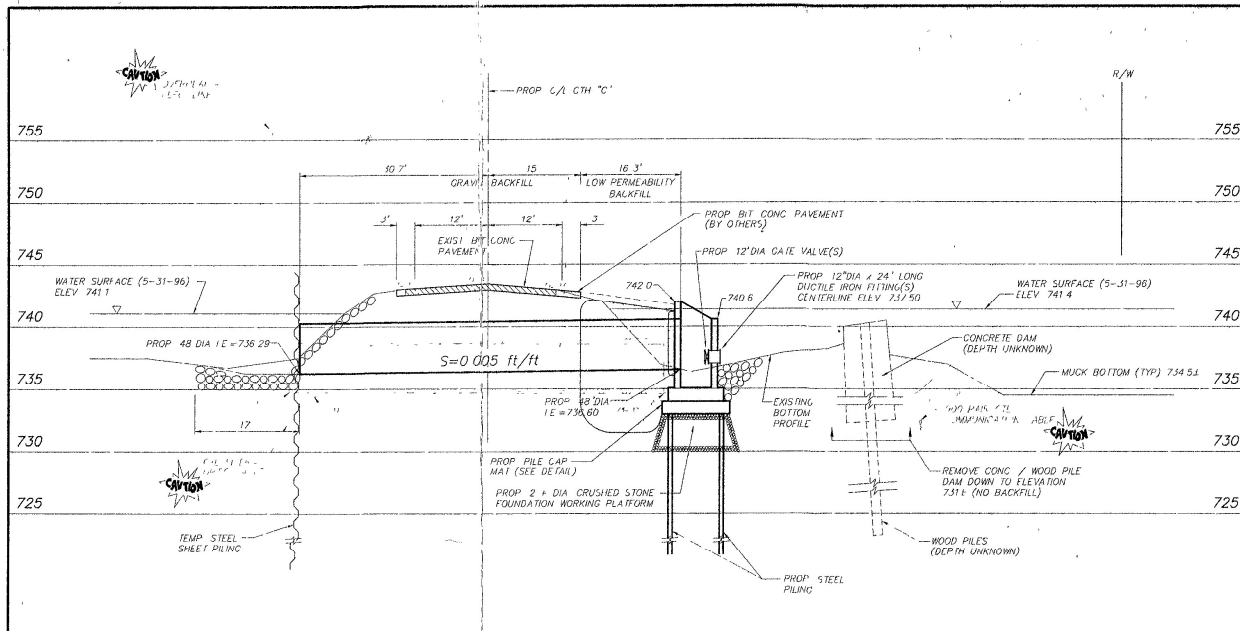 CAUTION
R/W
PROP C/L CTH "C"
755
755
30 7'
15
16 3'
GRAVEL BACKFILL
LOW PERMEABILITY
BACKFILL
750
750
3'
12'
12'
3
PROP BIT CONC PAVEMENT
(BY OTHERS)
EXIST BIT CONC
PAVEMENT
PROP 12" DIA GATE VALVE(S)
745
745
WATER SURFACE (5-31-96)
ELEV 741 1
742 0
740 6
PROP 12" DIA x 24' LONG
DUCTILE IRON FITTING(S)
CENTERLINE ELEV 737 50
WATER SURFACE (5-31-96)
ELEV 741 4
740
740
PROP 48 DIA I E =736.29
S=0 005 ft/ft
CONCRETE DAM
(DEPTH UNKNOWN)
MUCK BOTTOM (TYP) 734 5±
735
735
17
PROP 48" DIA
I E =736.60
EXISTING
BOTTOM
PROFILE
CAUTION
730
730
PROP PILE CAP
MAT (SEE DETAIL)
REMOVE CONC / WOOD PILE
DAM DOWN TO ELEVATION
(NO BACKFILL)
CAUTION
PROP 2 DIA CRUSHED STONE
FOUNDATION WORKING PLATFORM
725
725
TEMP STEEL
SHEET PILING
WOOD PILES
(DEPTH UNKNOWN)
PROP STEEL
PILING